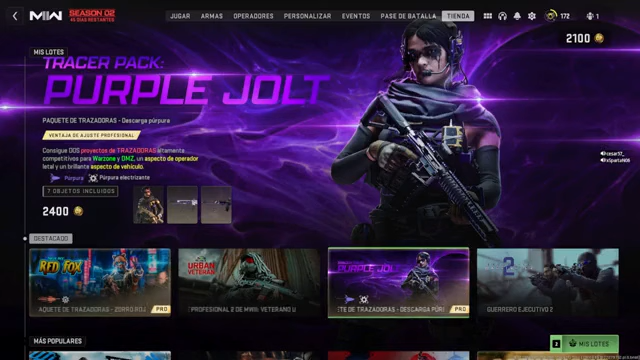 MWII
SEASON 02
JUGAR ARMAS OPERADORES PERSONALIZAR EVENTOS PASE DE BATALLA TIENDA
172
1
2100
MIS LOTES
TRACER PACK:
PURPLE JOLT
PAQUETE DE TRAZADORAS - Descarga púrpura
VENTAJA DE AJUSTE PROFESIONAL
Consigue DOS proyectos de TRAZADORAS altamente
competitivos para Warzone y DMZ, un aspecto de operador
letal y un brillante aspecto de vehículo.
Púrpura Púrpura electrizante
7 OBJETOS INCLUIDOS
2400
DESTACADO
RED FOX
AQUETE DE TRAZADORAS - ZORRO ROJ
PRO
URBAN
VETERAN
PROFESIONAL 2 DE MWII: VETERANO U
PURPLE JOLT
ETE DE TRAZADORAS - DESCARGA PÚR
PRO
2
GUERRERO EJECUTIVO 2
MÁS POPULARES
MIS LOTES